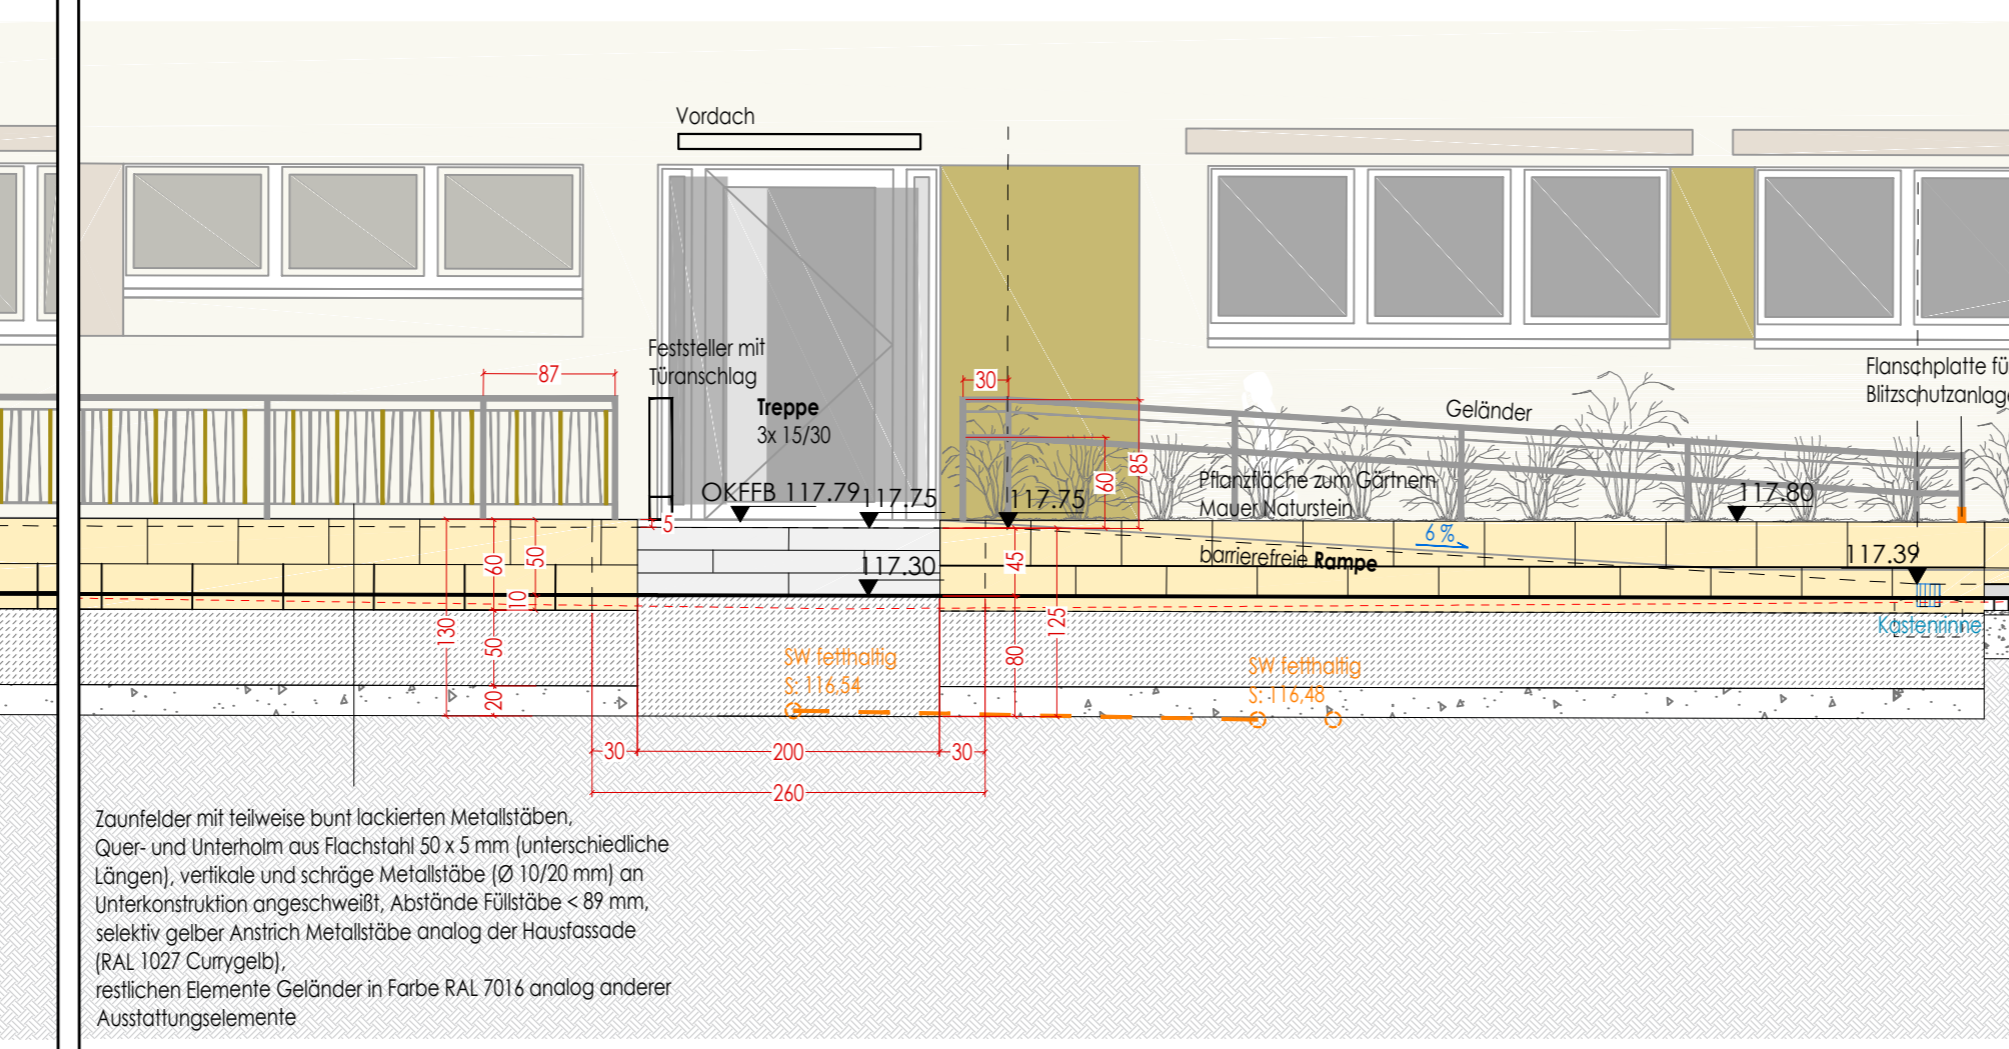 Vordach
Feststeller mit
Türanschlag
Treppe
3x 15/30
87
30
Geländer
Flanschplatte fü
Blitzschutzanlage
OKFFB 117.79
117.75
117.75
60
85
Pflanzfläche zum Gärtnern
Mauer Naturstein
117.80
5
6 %
barrierefreie Rampe
117.39
117.30
60
50
10
45
130
50
20
125
80
Kastenrinne
SW fetthaltig
S: 116,54
SW fetthaltig
S: 116,48
30
200
30
260
Zaunfelder mit teilweise bunt lackierten Metallstäben,
Quer- und Unterholm aus Flachstahl 50 x 5 mm (unterschiedliche
Längen), vertikale und schräge Metallstäbe (Ø 10/20 mm) an
Unterkonstruktion angeschweißt, Abstände Füllstäbe < 89 mm,
selektiv gelber Anstrich Metallstäbe analog der Hausfassade
(RAL 1027 Currygelb),
restlichen Elemente Geländer in Farbe RAL 7016 analog anderer
Ausstattungselemente